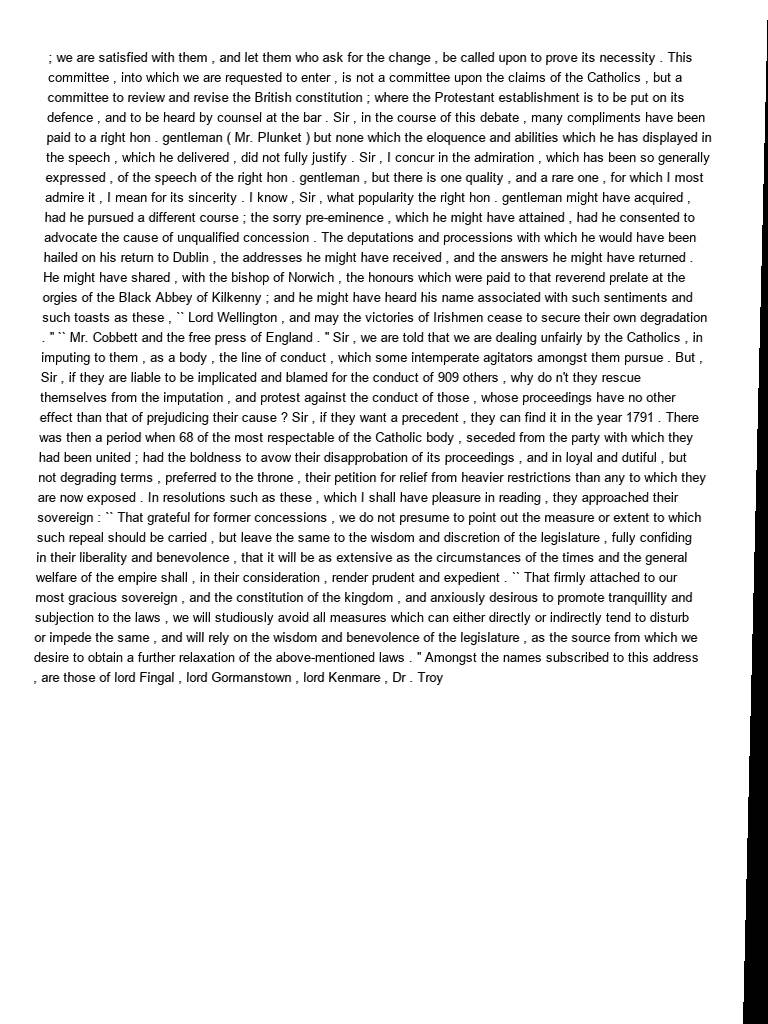 ; we are satisfied with them , and let them who ask for the change , be called upon to prove its necessity . This
committee , into which we are requested to enter , is not a committee upon the claims of the Catholics , but a
committee to review and revise the British constitution ; where the Protestant establishment is to be put on its
defence , and to be heard by counsel at the bar . Sir , in the course of this debate , many compliments have been
paid to a right hon . gentleman ( Mr. Plunket ) but none which the eloquence and abilities which he has displayed in
the speech , which he delivered , did not fully justify . Sir , I concur in the admiration , which has been so generally
expressed , of the speech of the right hon . gentleman , but there is one quality , and a rare one , for which I most
admire it , I mean for its sincerity . I know , Sir , what popularity the right hon . gentleman might have acquired ,
had he pursued a different course ; the sorry pre-eminence , which he might have attained , had he consented to
advocate the cause of unqualified concession . The deputations and processions with which he would have been
hailed on his return to Dublin , the addresses he might have received , and the answers he might have returned .
He might have shared , with the bishop of Norwich , the honours which were paid to that reverend prelate at the
orgies of the Black Abbey of Kilkenny ; and he might have heard his name associated with such sentiments and
such toasts as these , `` Lord Wellington , and may the victories of Irishmen cease to secure their own degradation
. " `` Mr. Cobbett and the free press of England . " Sir , we are told that we are dealing unfairly by the Catholics , in
imputing to them , as a body , the line of conduct , which some intemperate agitators amongst them pursue . But ,
Sir , if they are liable to be implicated and blamed for the conduct of 909 others , why do n't they rescue
themselves from the imputation , and protest against the conduct of those , whose proceedings have no other
effect than that of prejudicing their cause ? Sir , if they want a precedent , they can find it in the year 1791 . There
was then a period when 68 of the most respectable of the Catholic body , seceded from the party with which they
had been united ; had the boldness to avow their disapprobation of its proceedings , and in loyal and dutiful , but
not degrading terms , preferred to the throne , their petition for relief from heavier restrictions than any to which they
are now exposed . In resolutions such as these , which I shall have pleasure in reading , they approached their
sovereign : `` That grateful for former concessions , we do not presume to point out the measure or extent to which
such repeal should be carried , but leave the same to the wisdom and discretion of the legislature , fully confiding
in their liberality and benevolence , that it will be as extensive as the circumstances of the times and the general
welfare of the empire shall , in their consideration , render prudent and expedient . `` That firmly attached to our
most gracious sovereign , and the constitution of the kingdom , and anxiously desirous to promote tranquillity and
subjection to the laws , we will studiously avoid all measures which can either directly or indirectly tend to disturb
or impede the same , and will rely on the wisdom and benevolence of the legislature , as the source from which we
desire to obtain a further relaxation of the above-mentioned laws . " Amongst the names subscribed to this address
, are those of lord Fingal , lord Gormanstown , lord Kenmare , Dr . Troy